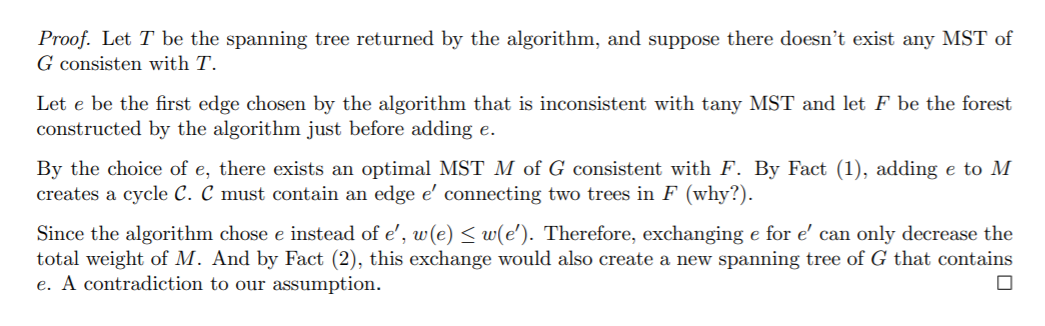 Proof. Let T be the spanning tree returned by the algorithm, and suppose there doesn't exist any MST of
G consisten with T.
Let e be the first edge chosen by the algorithm that is inconsistent with tany MST and let F be the forest
constructed by the algorithm just before adding e.
By the choice of e, there exists an optimal MST M of G consistent with F. By Fact (1), adding e to M
creates a cycle C. C must contain an edge e′ connecting two trees in F (why?).
Since the algorithm chose e instead of e′, w(e) ≤ w(e′). Therefore, exchanging e for e′ can only decrease the
total weight of M. And by Fact (2), this exchange would also create a new spanning tree of G that contains
e. A contradiction to our assumption. □